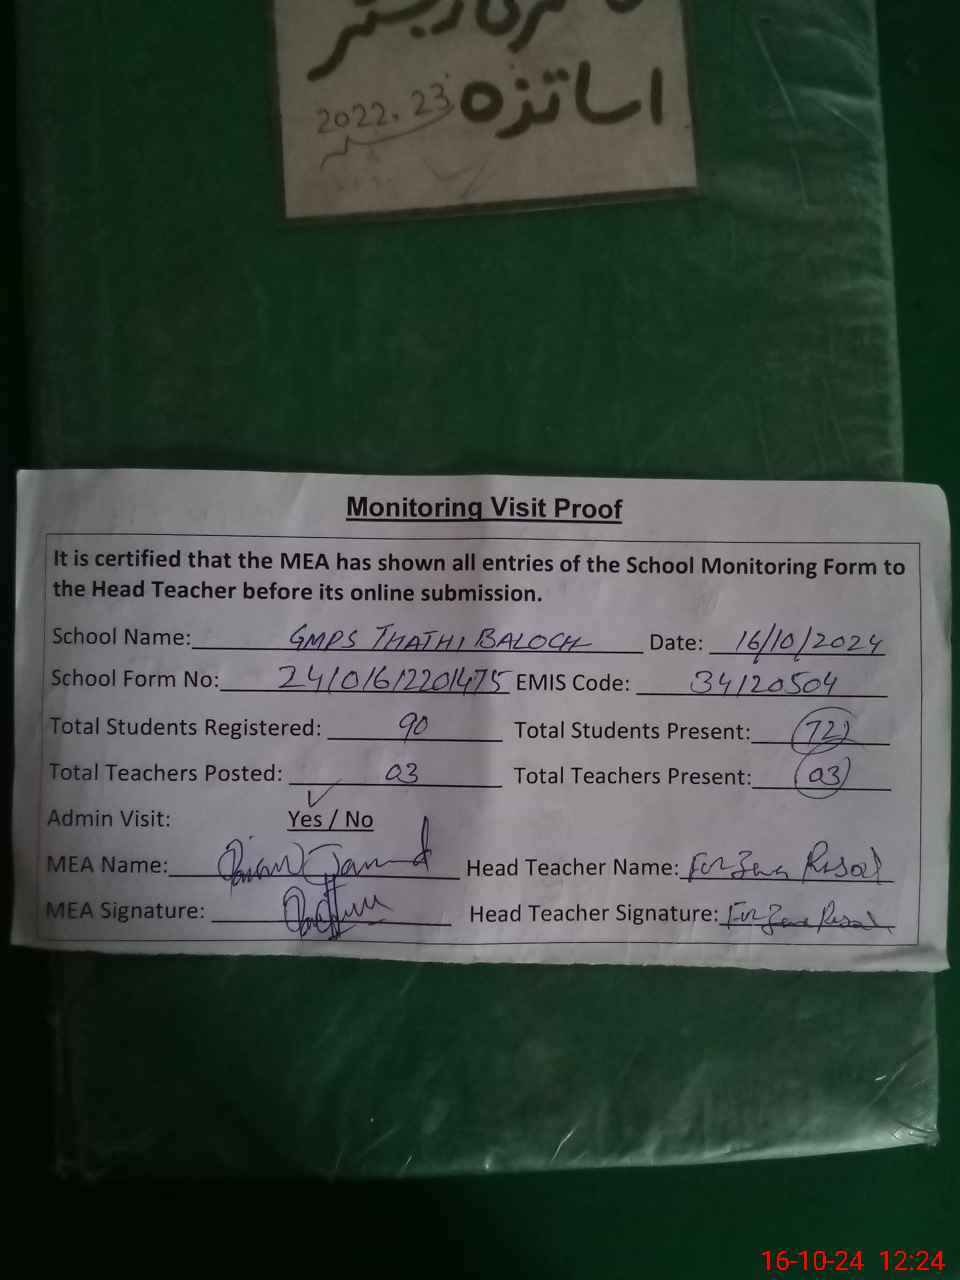 اساتذہ
2022.23
Monitoring Visit Proof
It is certified that the MEA has shown all entries of the School Monitoring Form to
the Head Teacher before its online submission.
School Name: GMPS THATHI BALOCH Date: 16/10/2024
School Form No: EMIS Code: 34120504
Total Students Registered: 90 Total Students Present: 72
Total Teachers Posted: 03 Total Teachers Present: 03
Admin Visit: Yes / No
MEA Name: Head Teacher Name:
MEA Signature: Head Teacher Signature:
16-10-24 12:24